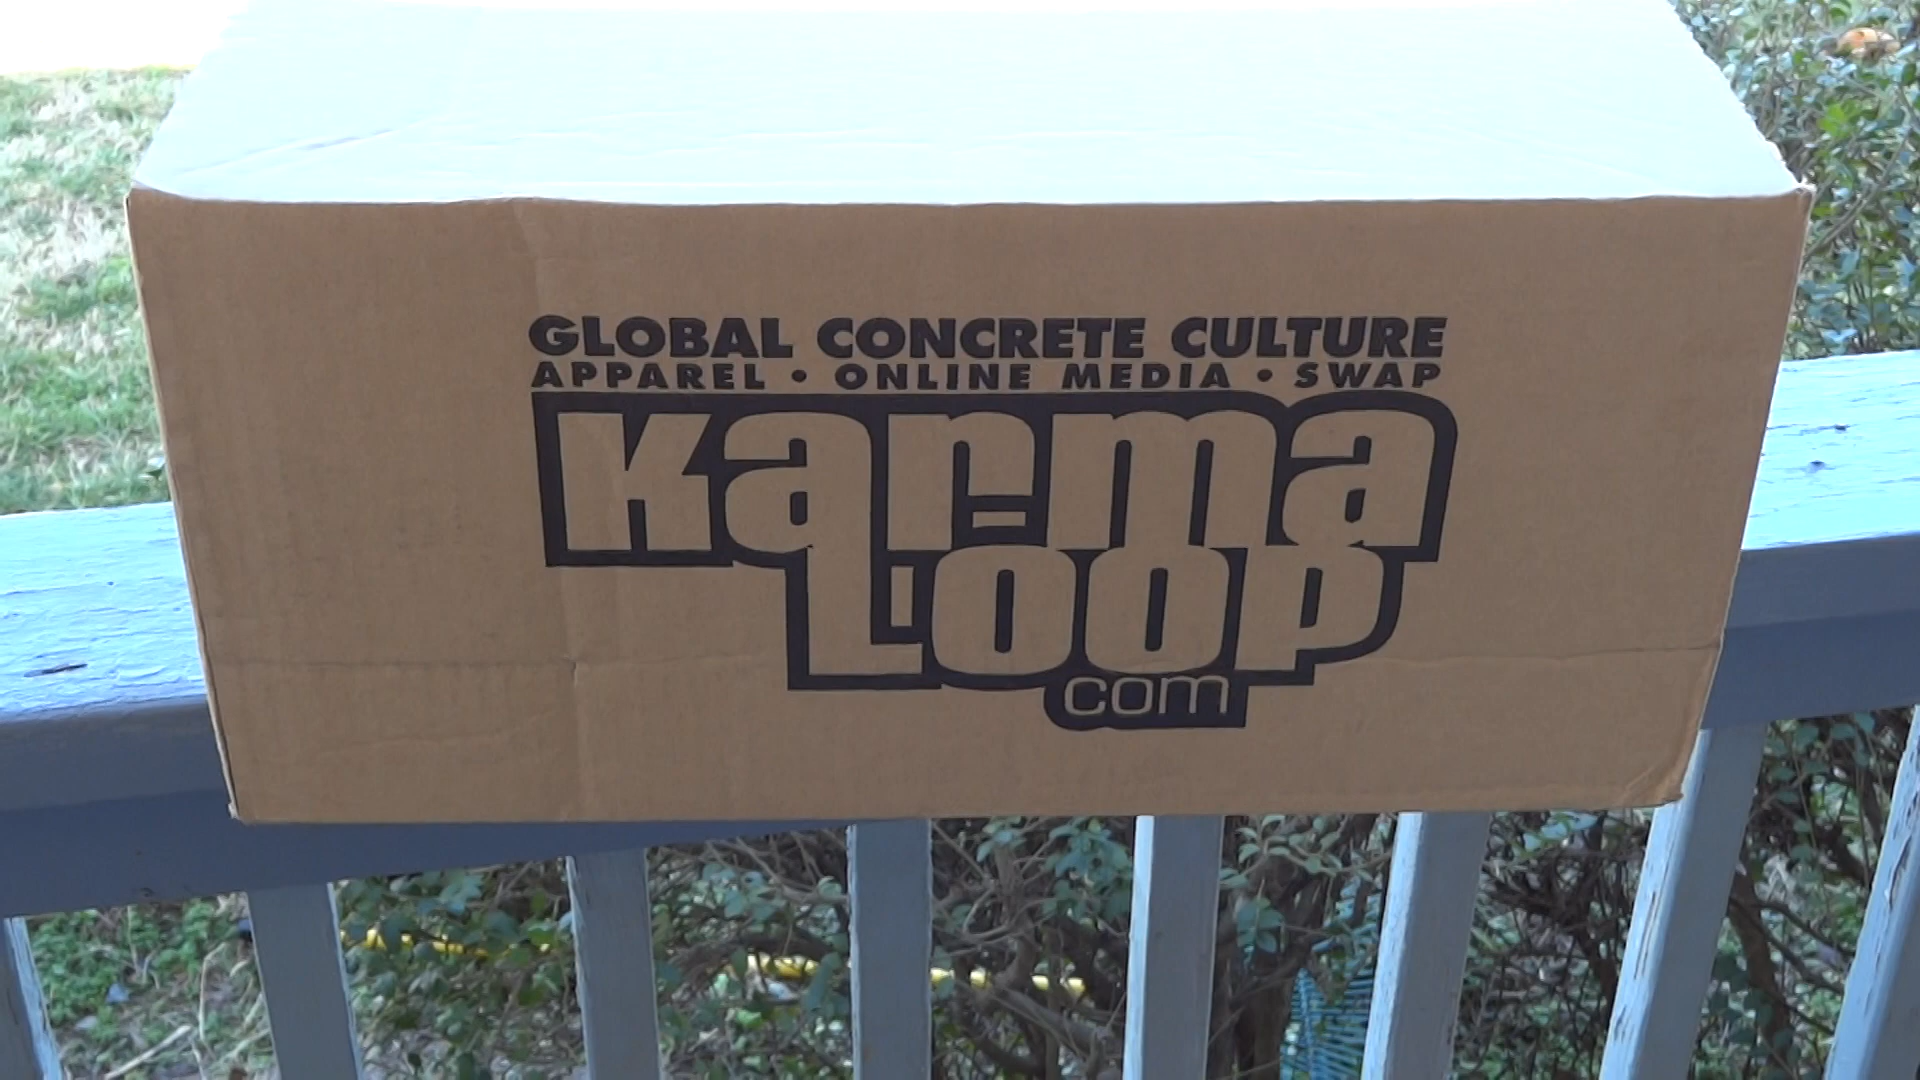 GLOBAL CONCRETE CULTURE
APPAREL • ONLINE MEDIA • SWAP
Karma
Loop
com